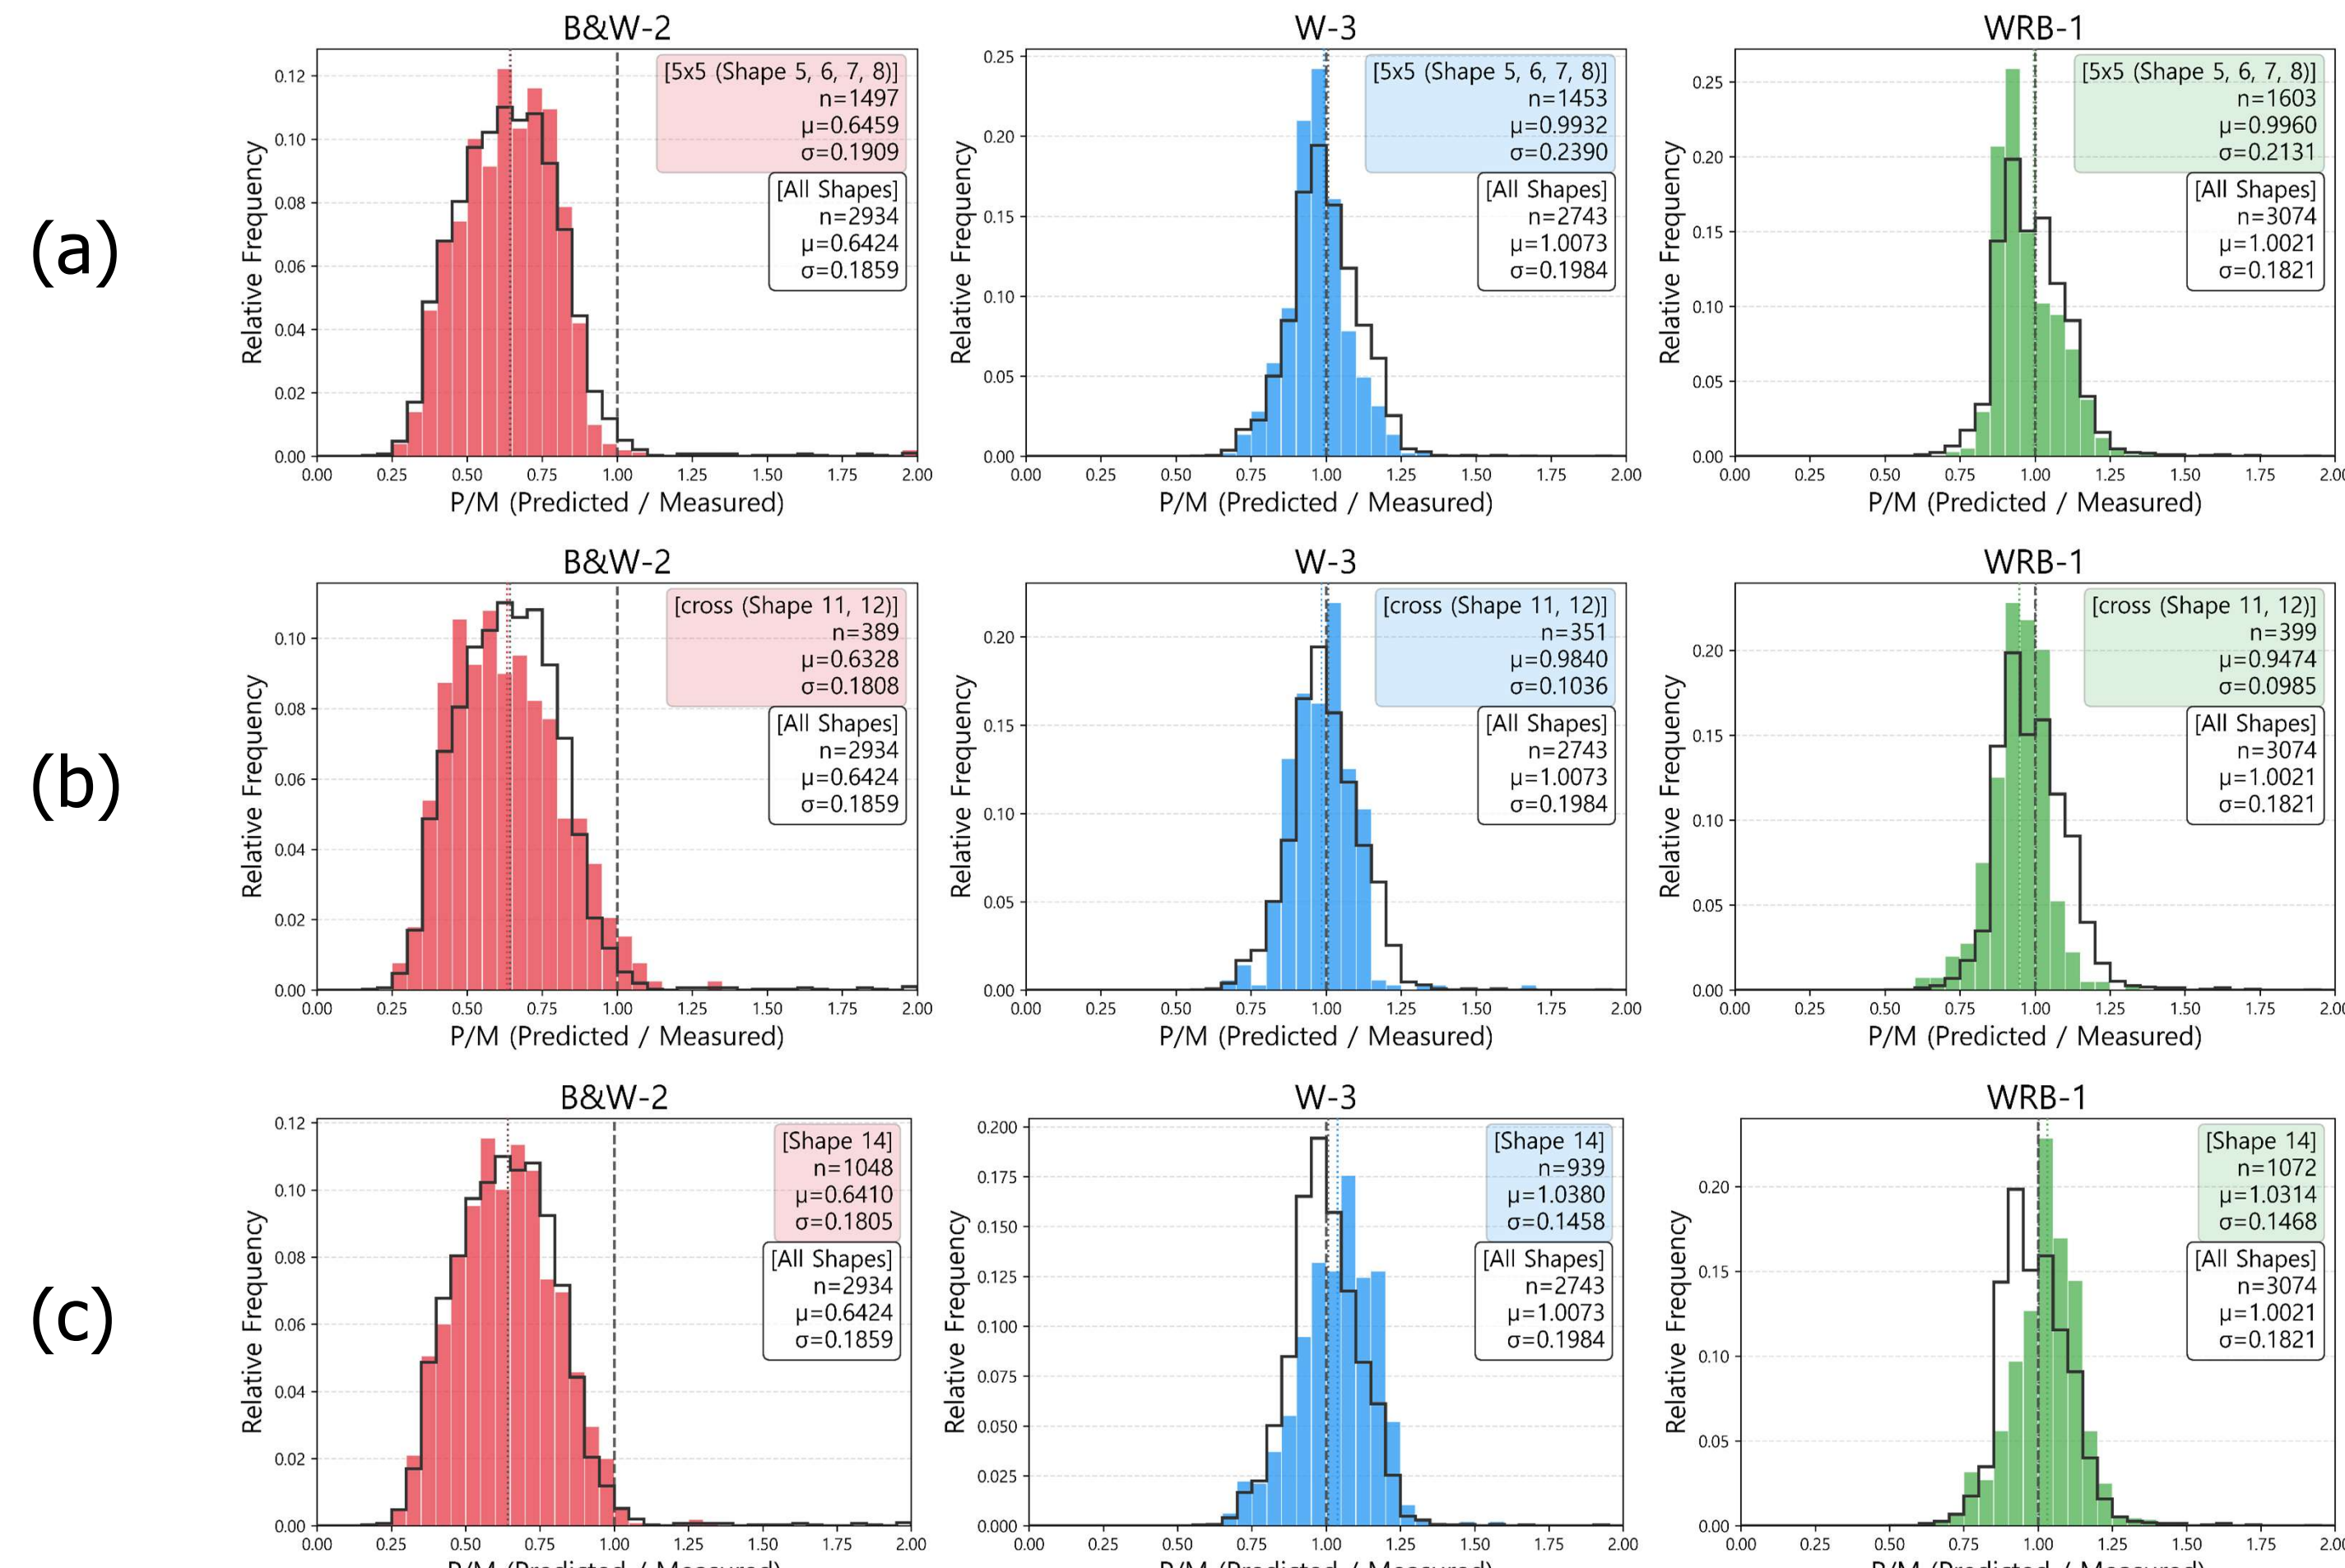 (a)
B&W-2
0.12
0.10
0.08
0.06
0.04
0.02
0.00
Relative Frequency
[5x5 (Shape 5, 6, 7, 8)]
n=1497
μ=0.6459
σ=0.1909
[All Shapes]
n=2934
μ=0.6424
σ=0.1859
0.00 0.25 0.50 0.75 1.00 1.25 1.50 1.75 2.00
P/M (Predicted / Measured)
W-3
0.25
0.20
0.15
0.10
0.05
0.00
Relative Frequency
[5x5 (Shape 5, 6, 7, 8)]
n=1453
μ=0.9932
σ=0.2390
[All Shapes]
n=2743
μ=1.0073
σ=0.1984
0.00 0.25 0.50 0.75 1.00 1.25 1.50 1.75 2.00
P/M (Predicted / Measured)
WRB-1
0.25
0.20
0.15
0.10
0.05
0.00
Relative Frequency
[5x5 (Shape 5, 6, 7, 8)]
n=1603
μ=0.9960
σ=0.2131
[All Shapes]
n=3074
μ=1.0021
σ=0.1821
0.00 0.25 0.50 0.75 1.00 1.25 1.50 1.75 2.00
P/M (Predicted / Measured)
(b)
B&W-2
0.10
0.08
0.06
0.04
0.02
0.00
Relative Frequency
[cross (Shape 11, 12)]
n=389
μ=0.6328
σ=0.1808
[All Shapes]
n=2934
μ=0.6424
σ=0.1859
0.00 0.25 0.50 0.75 1.00 1.25 1.50 1.75 2.00
P/M (Predicted / Measured)
W-3
0.20
0.15
0.10
0.05
0.00
Relative Frequency
[cross (Shape 11, 12)]
n=351
μ=0.9840
σ=0.1036
[All Shapes]
n=2743
μ=1.0073
σ=0.1984
0.00 0.25 0.50 0.75 1.00 1.25 1.50 1.75 2.00
P/M (Predicted / Measured)
WRB-1
0.20
0.15
0.10
0.05
0.00
Relative Frequency
[cross (Shape 11, 12)]
n=399
μ=0.9474
σ=0.0985
[All Shapes]
n=3074
μ=1.0021
σ=0.1821
0.00 0.25 0.50 0.75 1.00 1.25 1.50 1.75 2.00
P/M (Predicted / Measured)
(c)
B&W-2
0.12
0.10
0.08
0.06
0.04
0.02
0.00
Relative Frequency
[Shape 14]
n=1048
μ=0.6410
σ=0.1805
[All Shapes]
n=2934
μ=0.6424
σ=0.1859
0.00 0.25 0.50 0.75 1.00 1.25 1.50 1.75 2.00
P/M (Predicted / Measured)
W-3
0.200
0.175
0.150
0.125
0.100
0.075
0.050
0.025
0.000
Relative Frequency
[Shape 14]
n=939
μ=1.0380
σ=0.1458
[All Shapes]
n=2743
μ=1.0073
σ=0.1984
0.00 0.25 0.50 0.75 1.00 1.25 1.50 1.75 2.00
P/M (Predicted / Measured)
WRB-1
0.20
0.15
0.10
0.05
0.00
Relative Frequency
[Shape 14]
n=1072
μ=1.0314
σ=0.1468
[All Shapes]
n=3074
μ=1.0021
σ=0.1821
0.00 0.25 0.50 0.75 1.00 1.25 1.50 1.75 2.00
P/M (Predicted / Measured)